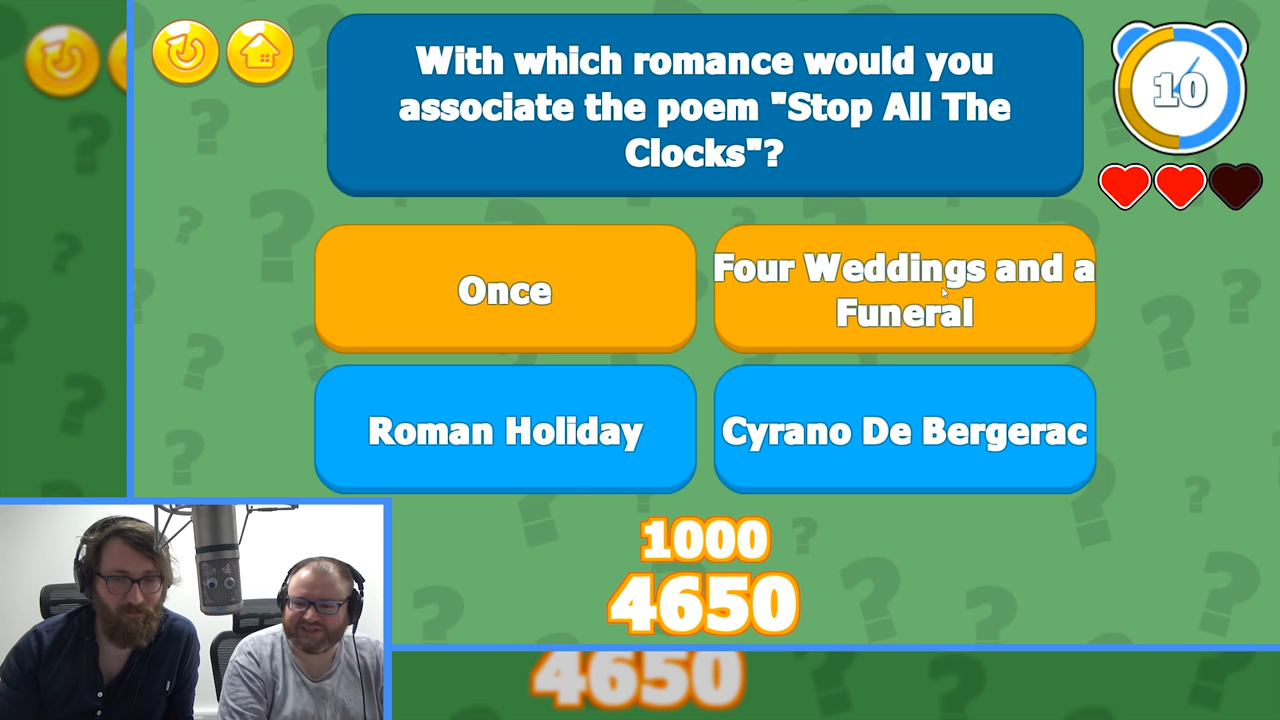 With which romance would you
associate the poem "Stop All The
Clocks"?
10
Once
Four Weddings and a
Funeral
Roman Holiday
Cyrano De Bergerac
1000
4650
4650